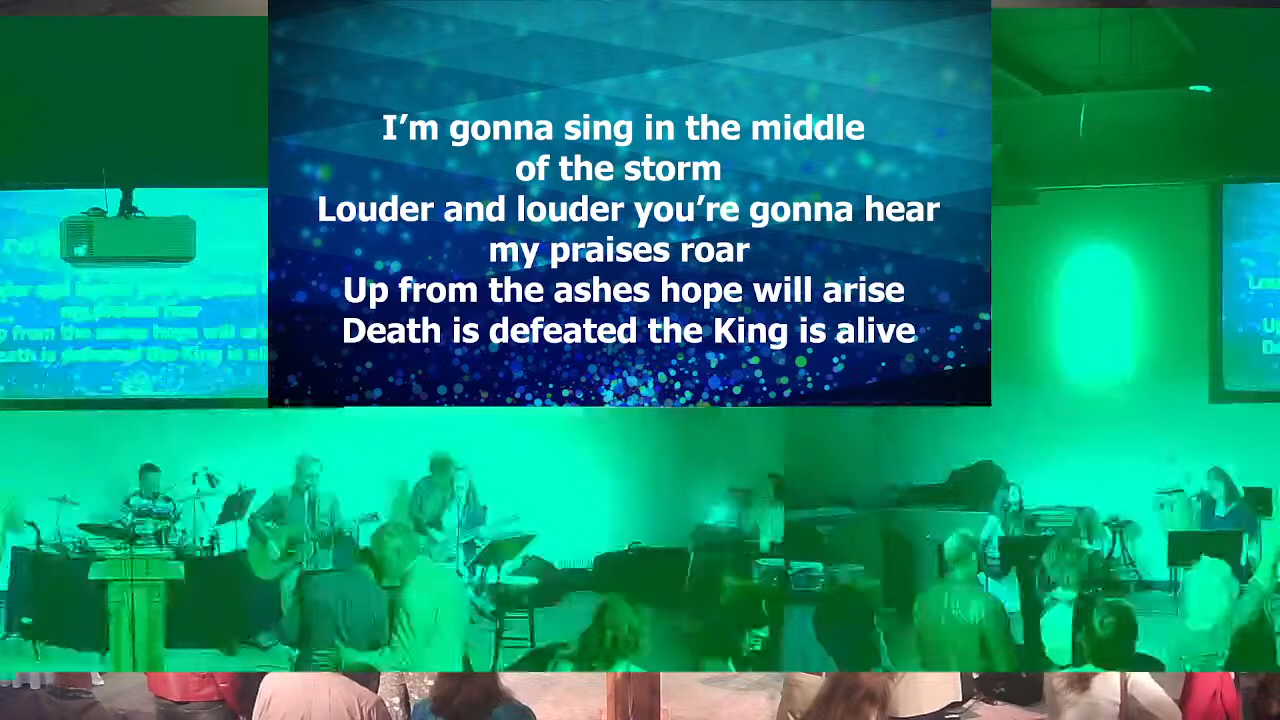 I’m gonna sing in the middle
of the storm
Louder and louder you’re gonna hear
my praises roar
Up from the ashes hope will arise
Death is defeated the King is alive